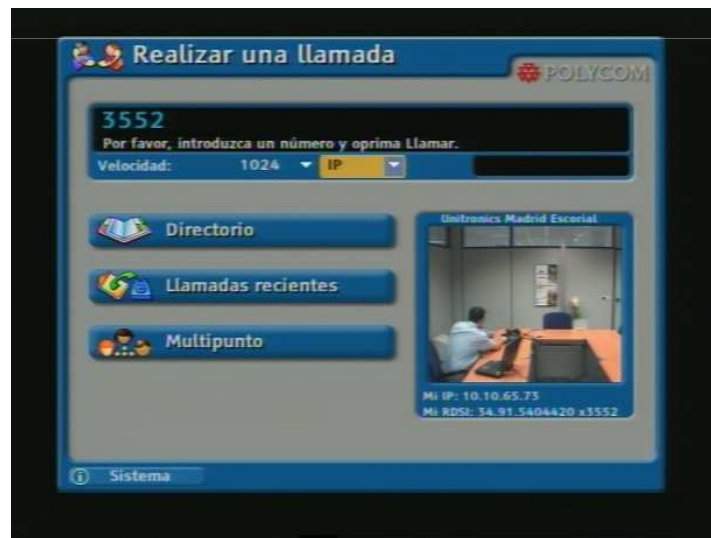 Realizar una llamada
POLYCOM
3552
Por favor, introduzca un número y oprima Llamar.
Velocidad: 1024 IP
Directorio
Unitronics Madrid Escorial
Llamadas recientes
Multipunto
Mi IP: 10.10.65.73
Mi RDSI: 34.91.5404420 x3552
Sistema